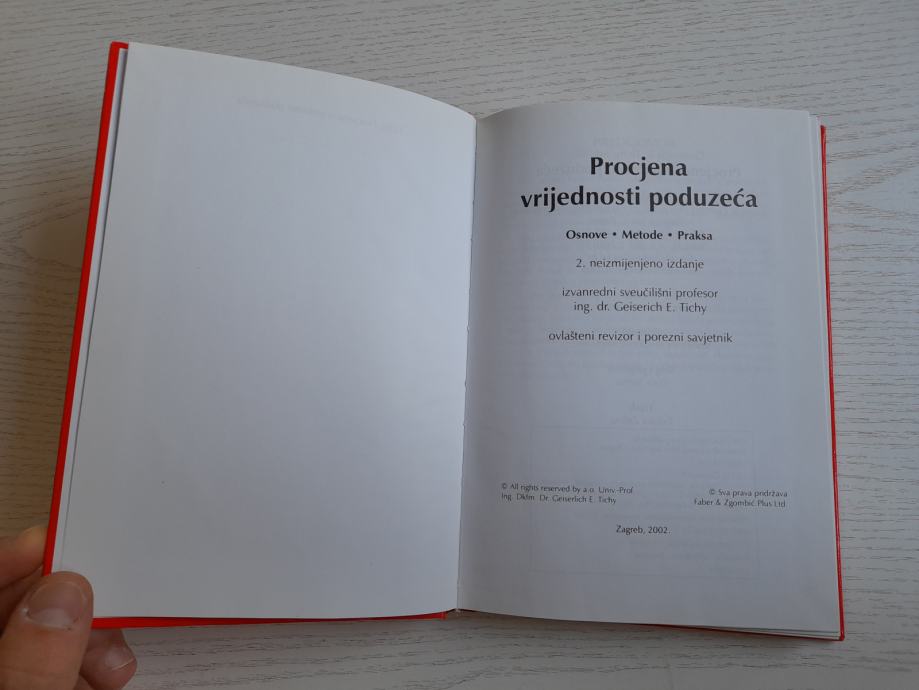 Procjena
vrijednosti poduzeća
Osnove • Metode • Praksa
2. neizmijenjeno izdanje
izvanredni sveučilišni profesor
ing. dr. Geiserich E. Tichy
ovlašteni revizor i porezni savjetnik
© All rights reserved by a.o. Univ.-Prof
Ing. Dkfm. Dr. Geiserlich E. Tichy
© Sva prava pridržava
Faber & Zgombić Plus Ltd
Zagreb, 2002.